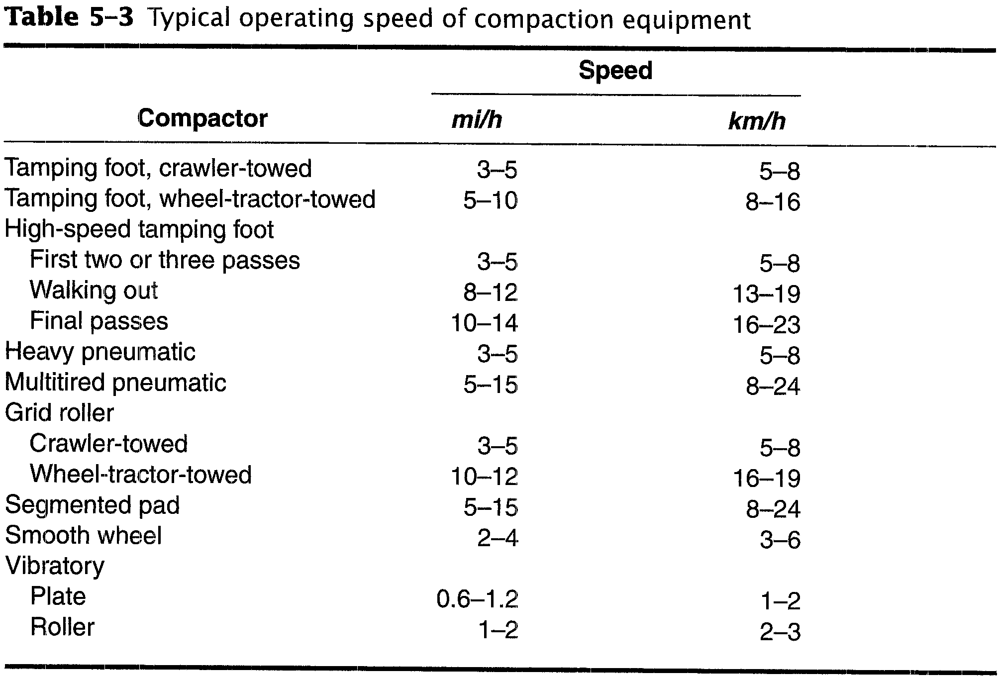 Table 5–3 Typical operating speed of compaction equipment
Speed
Compactor mi/h km/h
Tamping foot, crawler-towed 3–5 5–8
Tamping foot, wheel-tractor-towed 5–10 8–16
High-speed tamping foot
First two or three passes 3–5 5–8
Walking out 8–12 13–19
Final passes 10–14 16–23
Heavy pneumatic 3–5 5–8
Multitired pneumatic 5–15 8–24
Grid roller
Crawler-towed 3–5 5–8
Wheel-tractor-towed 10–12 16–19
Segmented pad 5–15 8–24
Smooth wheel 2–4 3–6
Vibratory
Plate 0.6–1.2 1–2
Roller 1–2 2–3